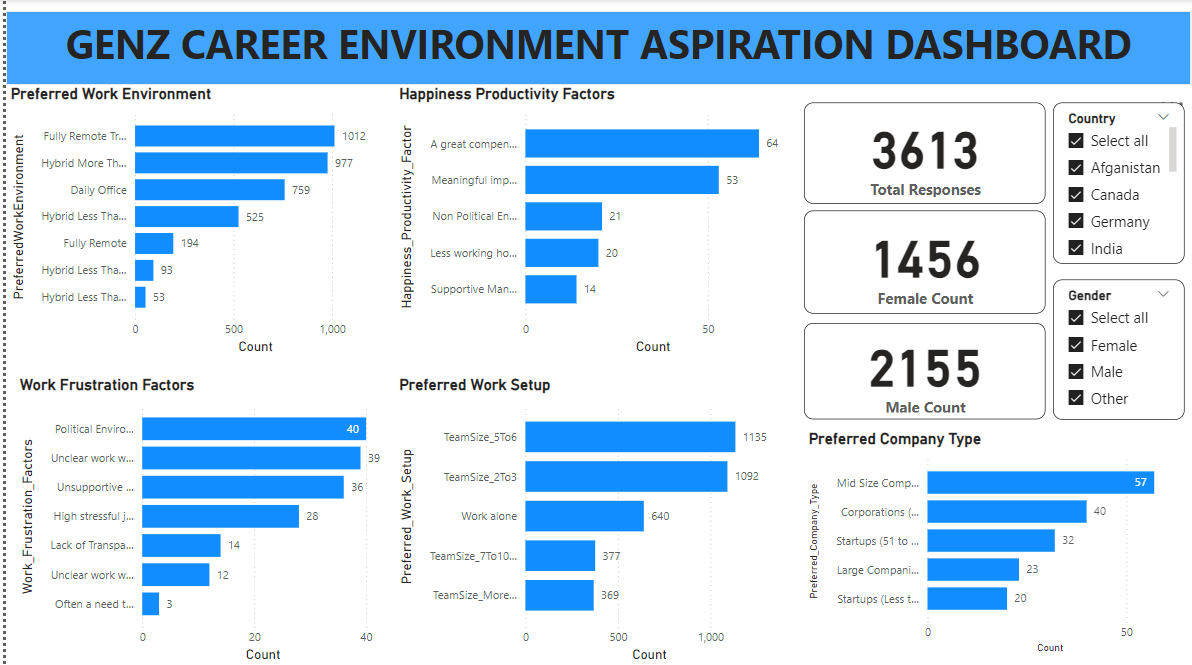 GENZ CAREER ENVIRONMENT ASPIRATION DASHBOARD
Preferred Work Environment
PreferredWorkEnvironment
Fully Remote Tr... 1012
Hybrid More Th... 977
Daily Office 759
Hybrid Less Tha... 525
Fully Remote 194
Hybrid Less Tha... 93
Hybrid Less Tha... 53
0 500 1,000
Count
Happiness Productivity Factors
Happiness_Productivity_Factor
A great compen... 64
Meaningful imp... 53
Non Political En... 21
Less working ho... 20
Supportive Man... 14
0 50
Count
3613
Total Responses
1456
Female Count
2155
Male Count
Country
Select all
Afganistan
Canada
Germany
India
Gender
Select all
Female
Male
Other
Work Frustration Factors
Work_Frustration_Factors
Political Enviro... 40
Unclear work w... 39
Unsupportive ... 36
High stressful j... 28
Lack of Transpa... 14
Unclear work w... 12
Often a need t... 3
0 20 40
Count
Preferred Work Setup
Preferred_Work_Setup
TeamSize_5To6 1135
TeamSize_2To3 1092
Work alone 640
TeamSize_7To10... 377
TeamSize_More... 369
0 500 1,000
Count
Preferred Company Type
Preferred_Company_Type
Mid Size Comp... 57
Corporations (... 40
Startups (51 to ... 32
Large Compani... 23
Startups (Less t... 20
0 50
Count